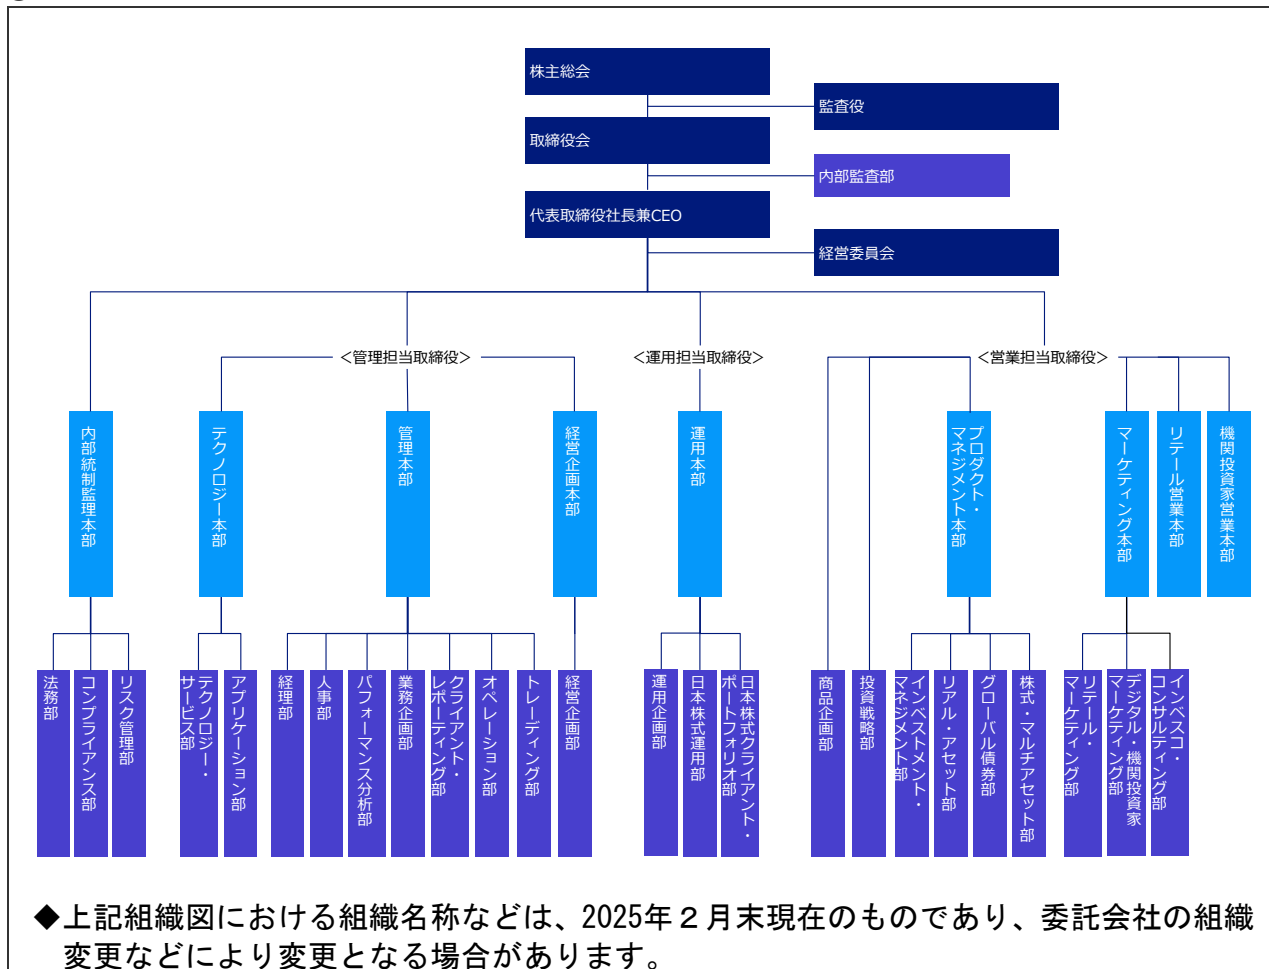 株主総会
監査役
取締役会
内部監査部
代表取締役社長兼CEO
経営委員会
＜管理担当取締役＞
＜運用担当取締役＞
＜営業担当取締役＞
内部統制監理本部
テクノロジー本部
管理本部
経営企画本部
運用本部
プロダクト・
マネジメント本部
マーケティング本部
リテール営業本部
機関投資家営業本部
法務部
コンプライアンス部
リスク管理部
テクノロジー・
サービス部
アプリケーション部
経理部
人事部
パフォーマンス分析部
業務企画部
クライアント・
レポーティング部
オペレーション部
トレーディング部
経営企画部
運用企画部
日本株式運用部
日本株式クライアント・
ポートフォリオ部
商品企画部
投資戦略部
インベストメント・
マネジメント部
リアル・アセット部
グローバル債券部
株式・マルチアセット部
リテール・
マーケティング部
デジタル・機関投資家
マーケティング部
インベスコ・
コンサルティング部
◆上記組織図における組織名称などは、2025年２月末現在のものであり、委託会社の組織
変更などにより変更となる場合があります。